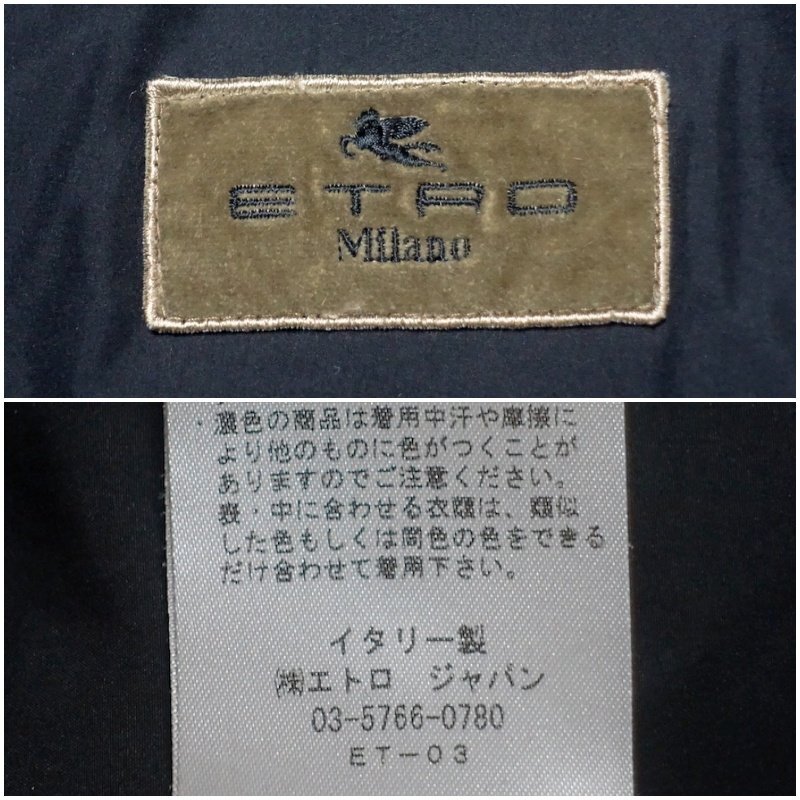 ETRO
Milano
・濃色の商品は着用中汗や摩擦に
より他のものに色がつくことが
ありますのでご注意ください。
表・中に合わせる衣類は、類似
した色もしくは同色の色をできる
だけ合わせて着用下さい。
イタリー製
㈱エトロ ジャパン
03-5766-0780
ET-03